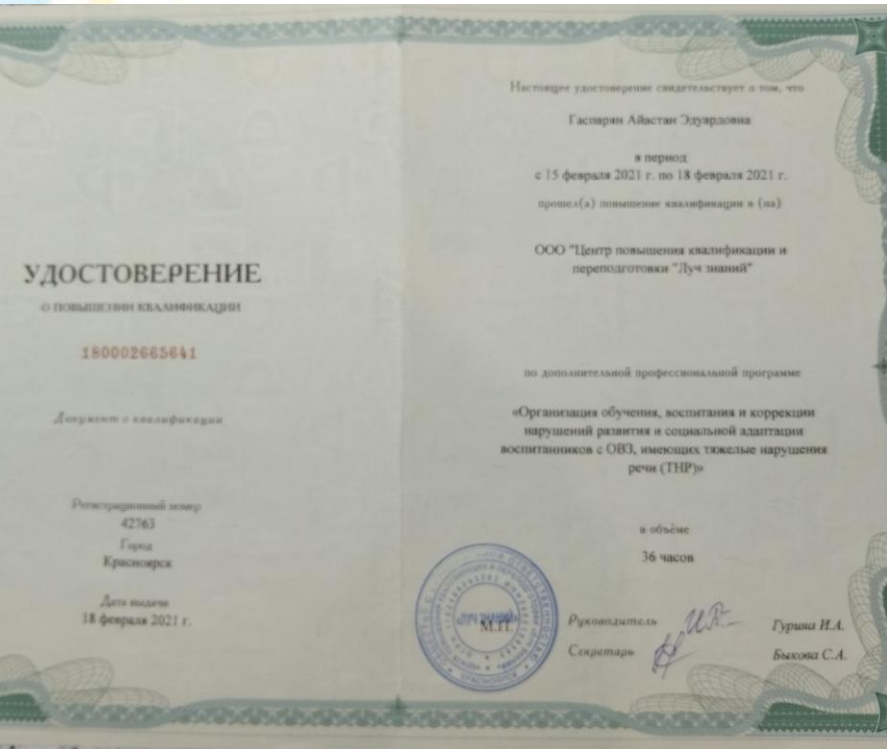 УДОСТОВЕРЕНИЕ
О ПОВЫШЕНИИ КВАЛИФИКАЦИИ
180002665641
Документ о квалификации
Регистрационный номер
42763
Город
Красноярск
Дата выдачи
18 февраля 2021 г.
Настоящее удостоверение свидетельствует о том, что
Гаспарян Айастан Эдуардовна
в период
с 15 февраля 2021 г. по 18 февраля 2021 г.
прошел(а) повышение квалификации в (на)
ООО "Центр повышения квалификации и
переподготовки "Луч знаний"
по дополнительной профессиональной программе
«Организация обучения, воспитания и коррекции
нарушений развития и социальной адаптации
воспитанников с ОВЗ, имеющих тяжелые нарушения
речи (ТНР)»
в объёме
36 часов
«ЛУЧ ЗНАНИЙ»
М.П.
Руководитель
Гурина И.А.
Секретарь
Быкова С.А.